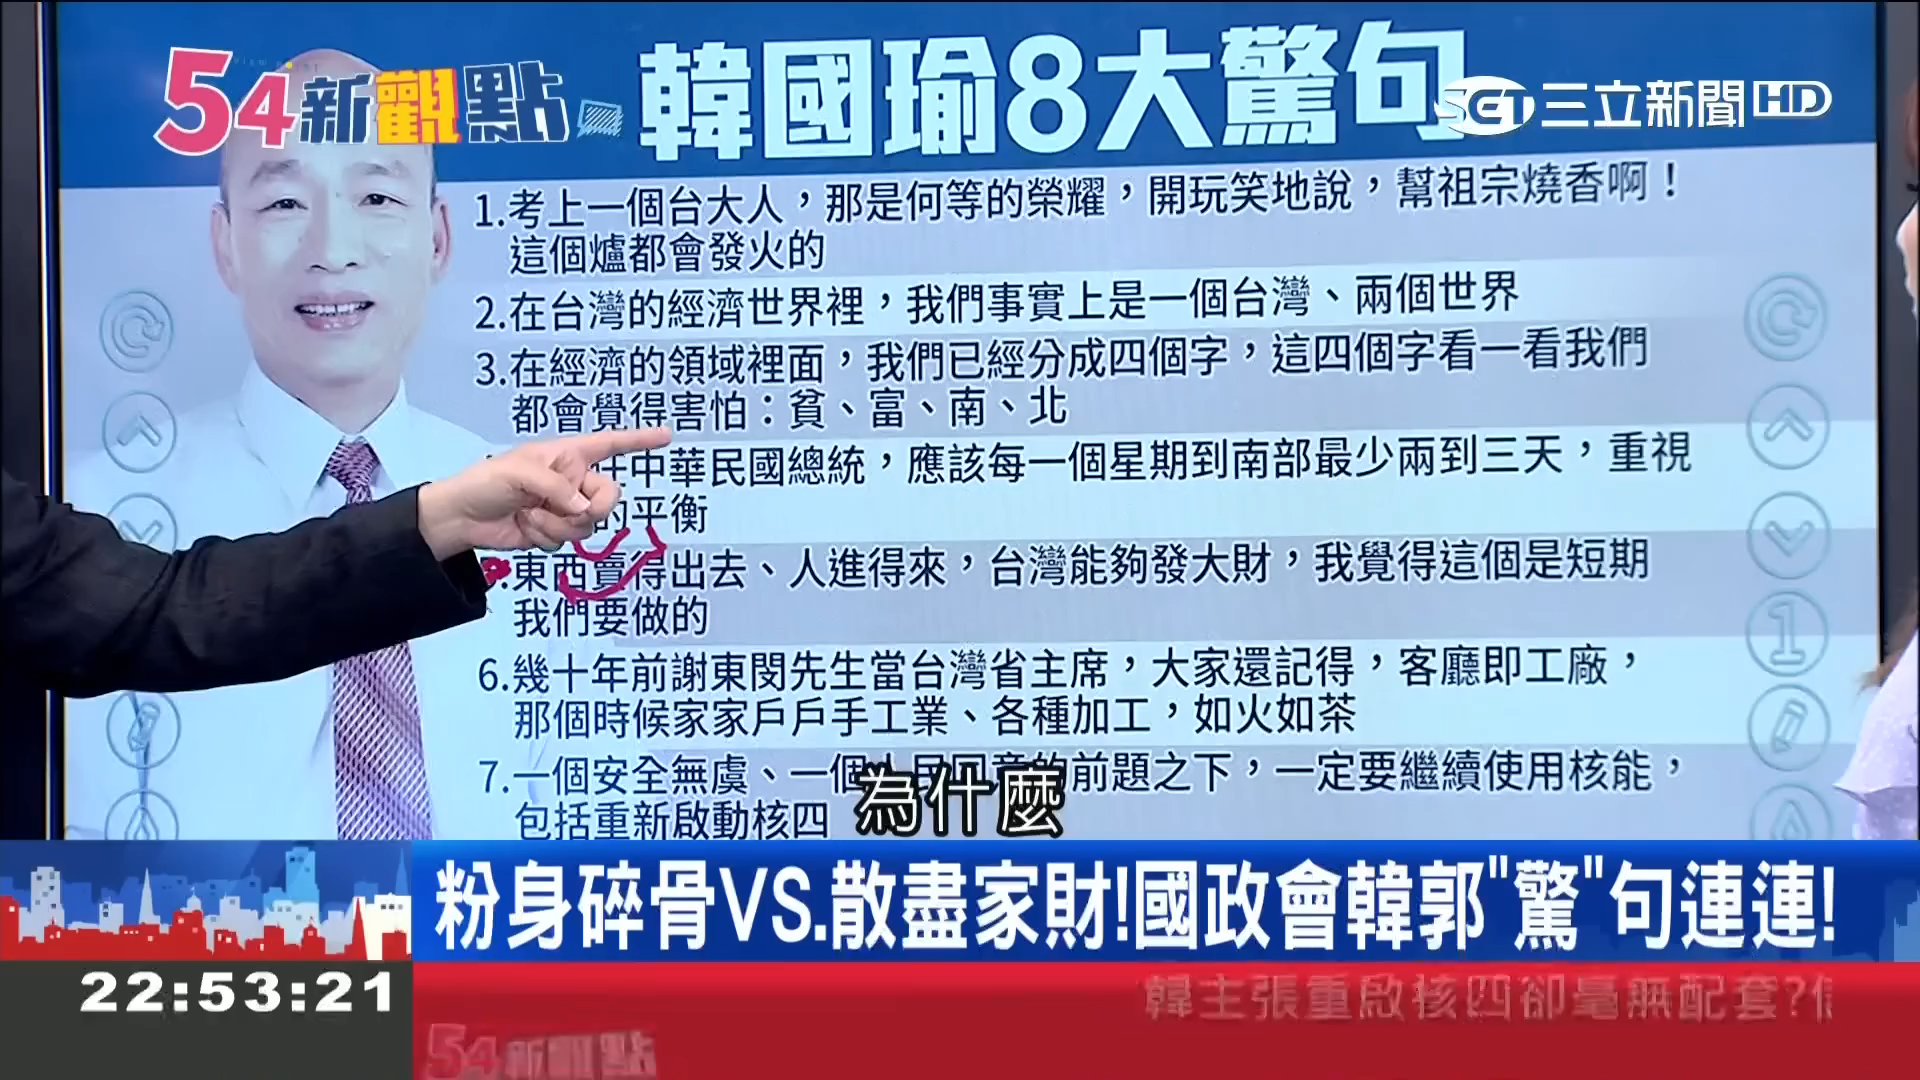 54新觀點
韓國瑜8大驚句
SET三立新聞HD
1.考上一個台大人，那是何等的榮耀，開玩笑地說，幫祖宗燒香啊！
這個爐都會發火的
2.在台灣的經濟世界裡，我們事實上是一個台灣、兩個世界
3.在經濟的領域裡面，我們已經分成四個字，這四個字看一看我們
都會覺得害怕：貧、富、南、北
中華民國總統，應該每一個星期到南部最少兩到三天，重視
的平衡
東西賣得出去、人進得來，台灣能夠發大財，我覺得這個是短期
我們要做的
6.幾十年前謝東閔先生當台灣省主席，大家還記得，客廳即工廠，
那個時候家家戶戶手工業、各種加工，如火如荼
7.一個安全無虞、一個人民同意的前題之下，一定要繼續使用核能，
包括重新啟動核四
為什麼
粉身碎骨VS.散盡家財!國政會韓郭"驚"句連連!
22:53:21
韓主張重啟核四卻毫無配套?
54新觀點